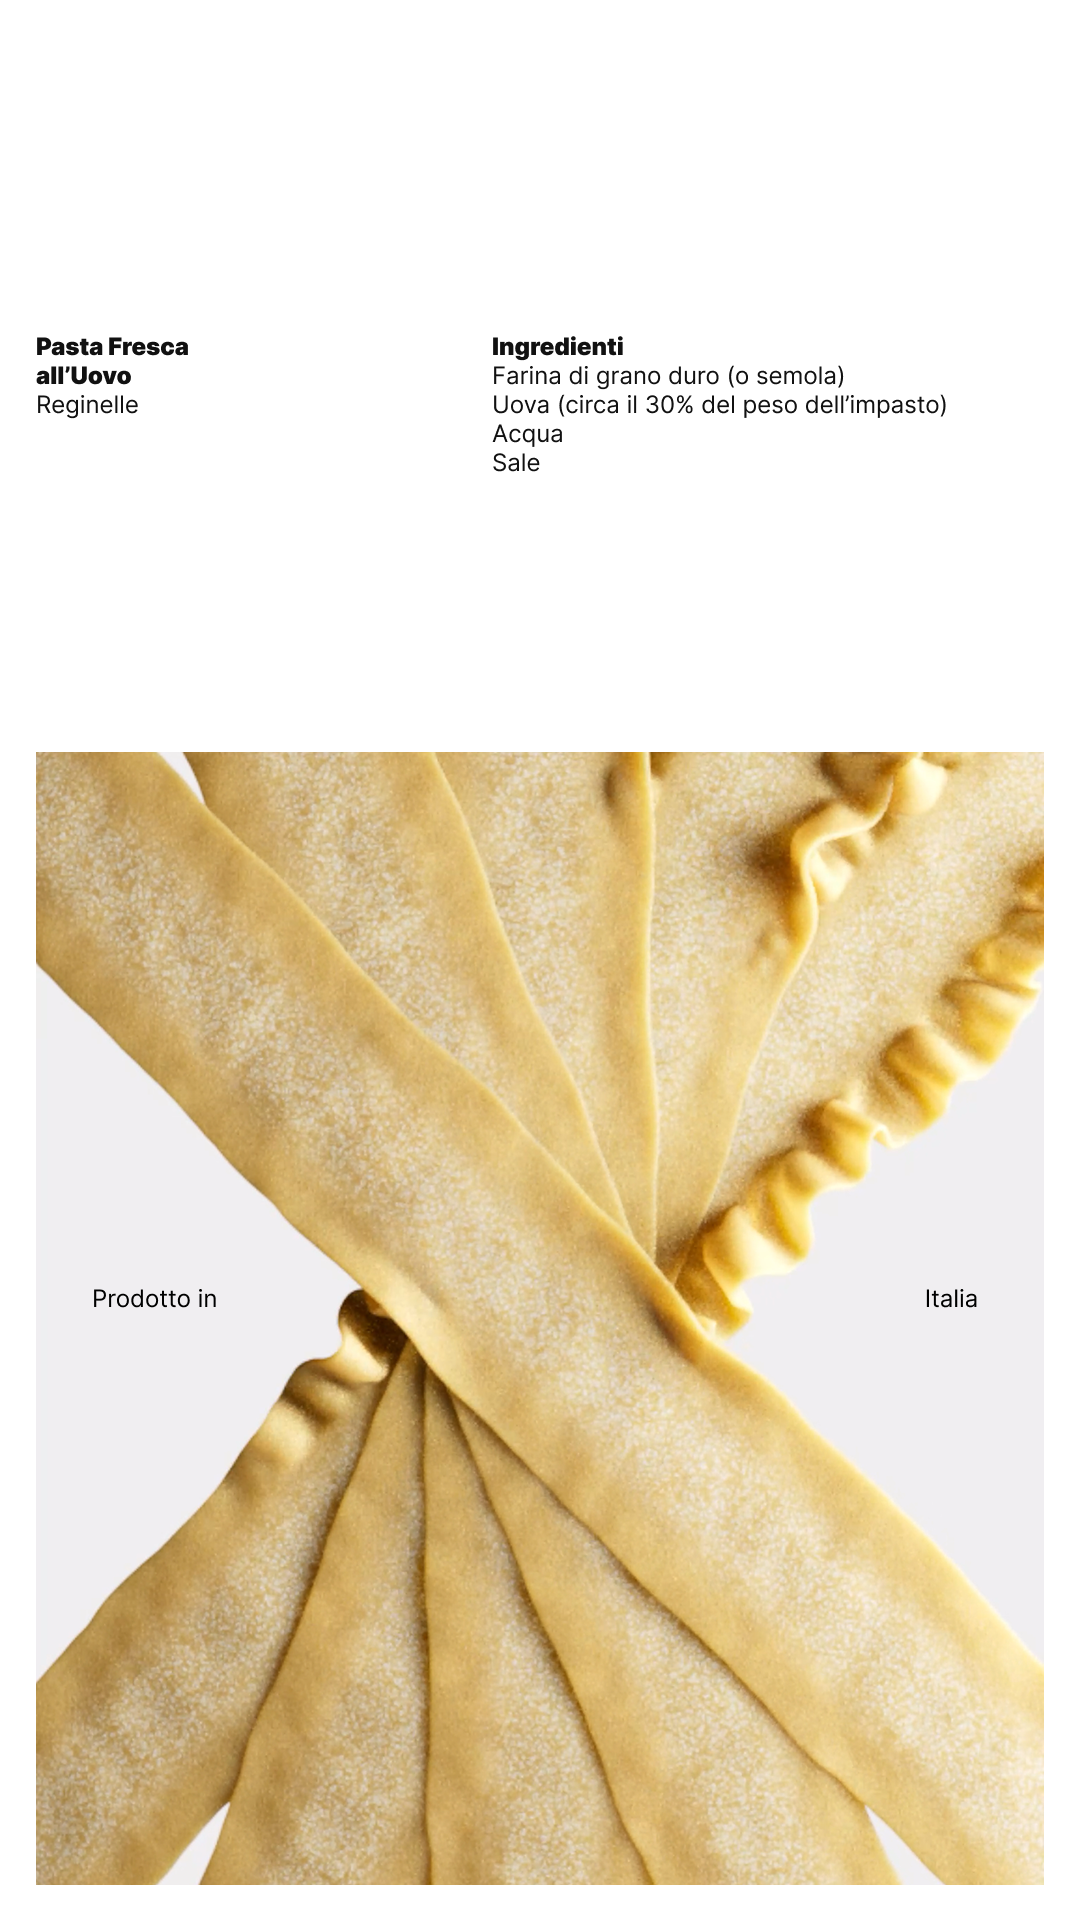 Pasta Fresca
all’Uovo
Reginelle
Ingredienti
Farina di grano duro (o semola)
Uova (circa il 30% del peso dell’impasto)
Acqua
Sale
Prodotto in
Italia